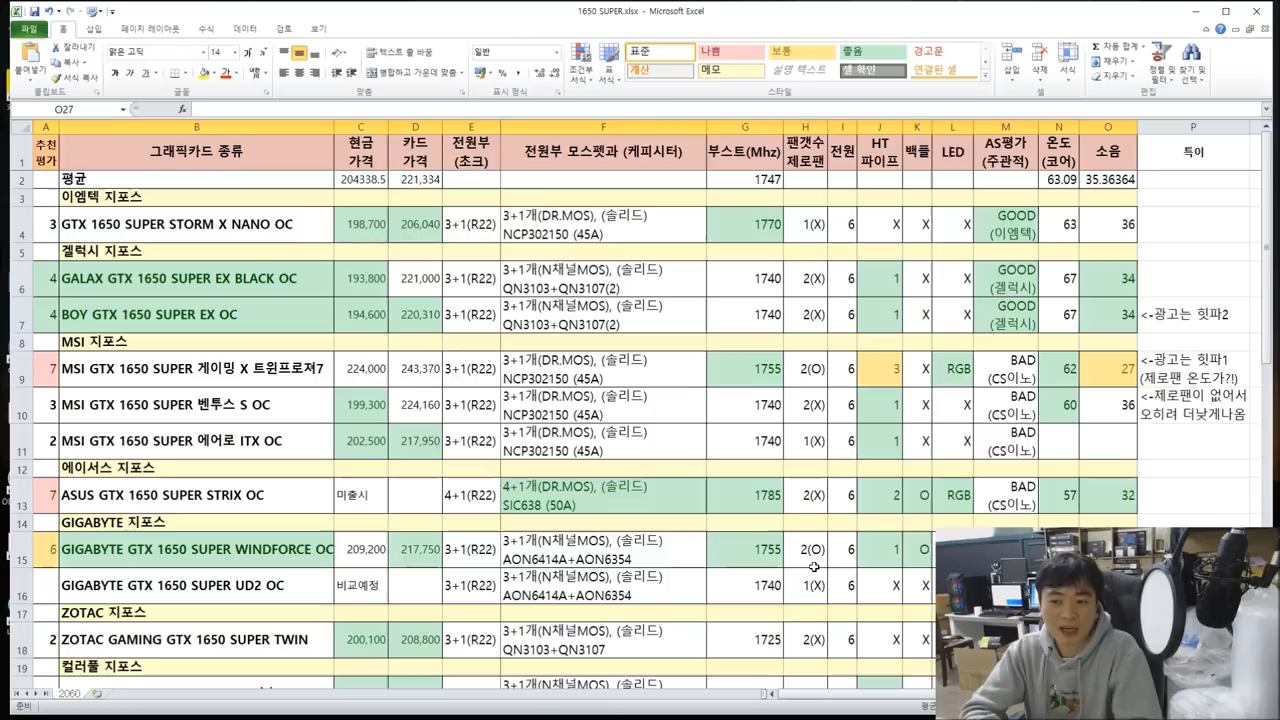 1650 SUPER.xlsx - Microsoft Excel
파일 홈 삽입 페이지 레이아웃 수식 데이터 검토 보기
잘라내기
복사
서식 복사
붙여넣기
클립보드
맑은 고딕 14
글꼴
텍스트 줄 바꿈
병합하고 가운데 맞춤
맞춤
일반
표시 형식
조건부 서식
표 서식
표준 나쁨 보통 좋음 경고문
계산 메모 설명 텍스트 셀 확인 연결된 셀
스타일
삽입 삭제 서식
셀
자동 합계
채우기
지우기
정렬 및 필터
찾기 및 선택
편집
O27 fx
A B C D E F G H I J K L M N O P
1 추천 평가 그래픽카드 종류 현금 가격 카드 가격 전원부 (초크) 전원부 모스펫과 (케피시터) 부스트(Mhz) 팬갯수 제로팬 전원 HT 파이프 백플 LED AS평가 (주관적) 온도 (코어) 소음 특이
2 평균 204338.5 221,334 1747 63.09 35.36364
3 이엠텍 지포스
4 3 GTX 1650 SUPER STORM X NANO OC 198,700 206,040 3+1(R22) 3+1개(DR.MOS), (솔리드) NCP302150 (45A) 1770 1(X) 6 X X X GOOD (이엠텍) 63 36
5 겔럭시 지포스
6 4 GALAX GTX 1650 SUPER EX BLACK OC 193,800 221,000 3+1(R22) 3+1개(N채널MOS), (솔리드) QN3103+QN3107(2) 1740 2(X) 6 1 X X GOOD (겔럭시) 67 34
7 4 BOY GTX 1650 SUPER EX OC 194,600 220,310 3+1(R22) 3+1개(N채널MOS), (솔리드) QN3103+QN3107(2) 1740 2(X) 6 1 X X GOOD (겔럭시) 67 34 <-광고는 힛파2
8 MSI 지포스
9 7 MSI GTX 1650 SUPER 게이밍 X 트윈프로져7 224,000 243,370 3+1(R22) 3+1개(DR.MOS), (솔리드) NCP302150 (45A) 1755 2(O) 6 3 X RGB BAD (CS이노) 62 27 <-광고는 힛파1 (제로팬 온도가?!)
10 3 MSI GTX 1650 SUPER 벤투스 S OC 199,300 224,160 3+1(R22) 3+1개(DR.MOS), (솔리드) NCP302150 (45A) 1740 2(X) 6 1 X X BAD (CS이노) 60 36 <-제로팬이 없어서 오히려 더낮게나옴
11 2 MSI GTX 1650 SUPER 에어로 ITX OC 202,500 217,950 3+1(R22) 3+1개(DR.MOS), (솔리드) NCP302150 (45A) 1740 1(X) 6 1 X X BAD (CS이노)
12 에이서스 지포스
13 7 ASUS GTX 1650 SUPER STRIX OC 미출시 4+1(R22) 4+1개(DR.MOS), (솔리드) SIC638 (50A) 1785 2(X) 6 2 O RGB BAD (CS이노) 57 32
14 GIGABYTE 지포스
15 6 GIGABYTE GTX 1650 SUPER WINDFORCE OC 209,200 217,750 3+1(R22) 3+1개(N채널MOS), (솔리드) AON6414A+AON6354 1755 2(O) 6 1 O
16 GIGABYTE GTX 1650 SUPER UD2 OC 비교예정 3+1(R22) 3+1개(N채널MOS), (솔리드) AON6414A+AON6354 1740 1(X) 6 X X
17 ZOTAC 지포스
18 2 ZOTAC GAMING GTX 1650 SUPER TWIN 200,100 208,800 3+1(R22) 3+1개(N채널MOS), (솔리드) QN3103+QN3107 1725 2(X) 6 X X
19 컬러풀 지포스
3+1개(N채널MOS), (솔리드)
2060
준비